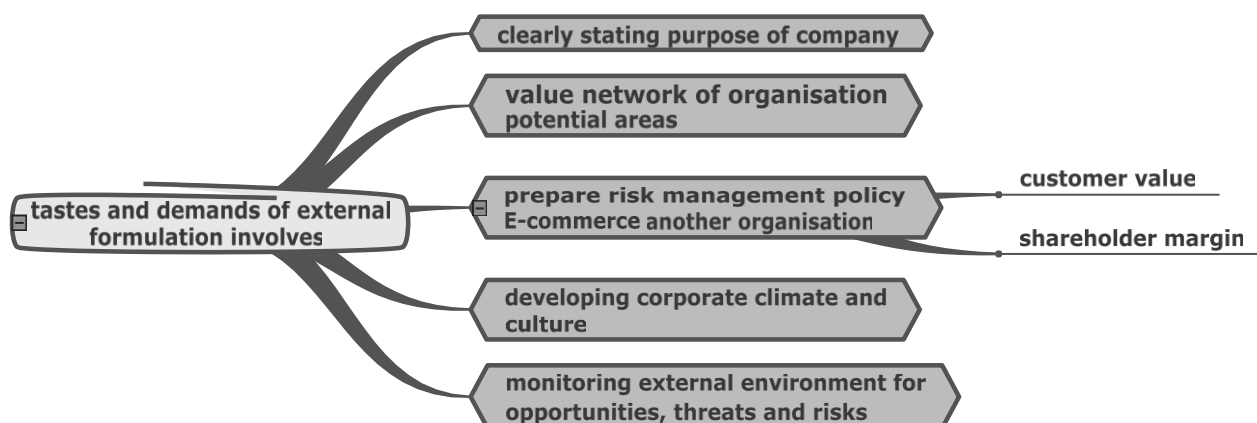 tastes and demands of external
formulation involves
clearly stating purpose of company
value network of organisation
potential areas
prepare risk management policy
E-commerce another organisation
customer value
shareholder margin
developing corporate climate and
culture
monitoring external environment for
opportunities, threats and risks